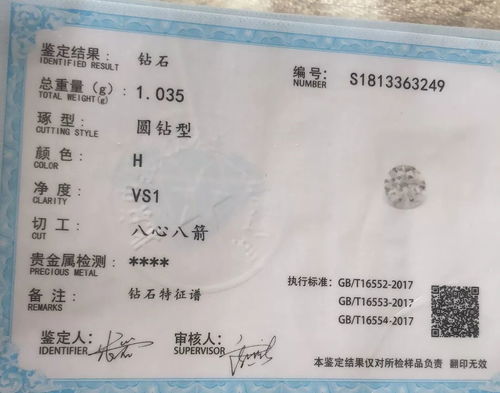 鉴定结果： 钻石
IDENTIFIED RESULT
编号： S1813363249
NUMBER
总重量（g）： 1.035
TOTAL WEIGHT(g)
琢型： 圆钻型
CUTTING STYLE
颜色： H
COLOR
净度： VS1
CLARITY
切工： 八心八箭
CUT
贵金属检测： ****
PRECIOUS METAL
备注： 钻石特征谱
REMARKS
执行标准： GB/T16552-2017
GB/T16553-2017
GB/T16554-2017
鉴定人：
IDENTIFIER
审核人：
SUPERVISOR
本鉴定结果仅对所检样品负责 翻印无效